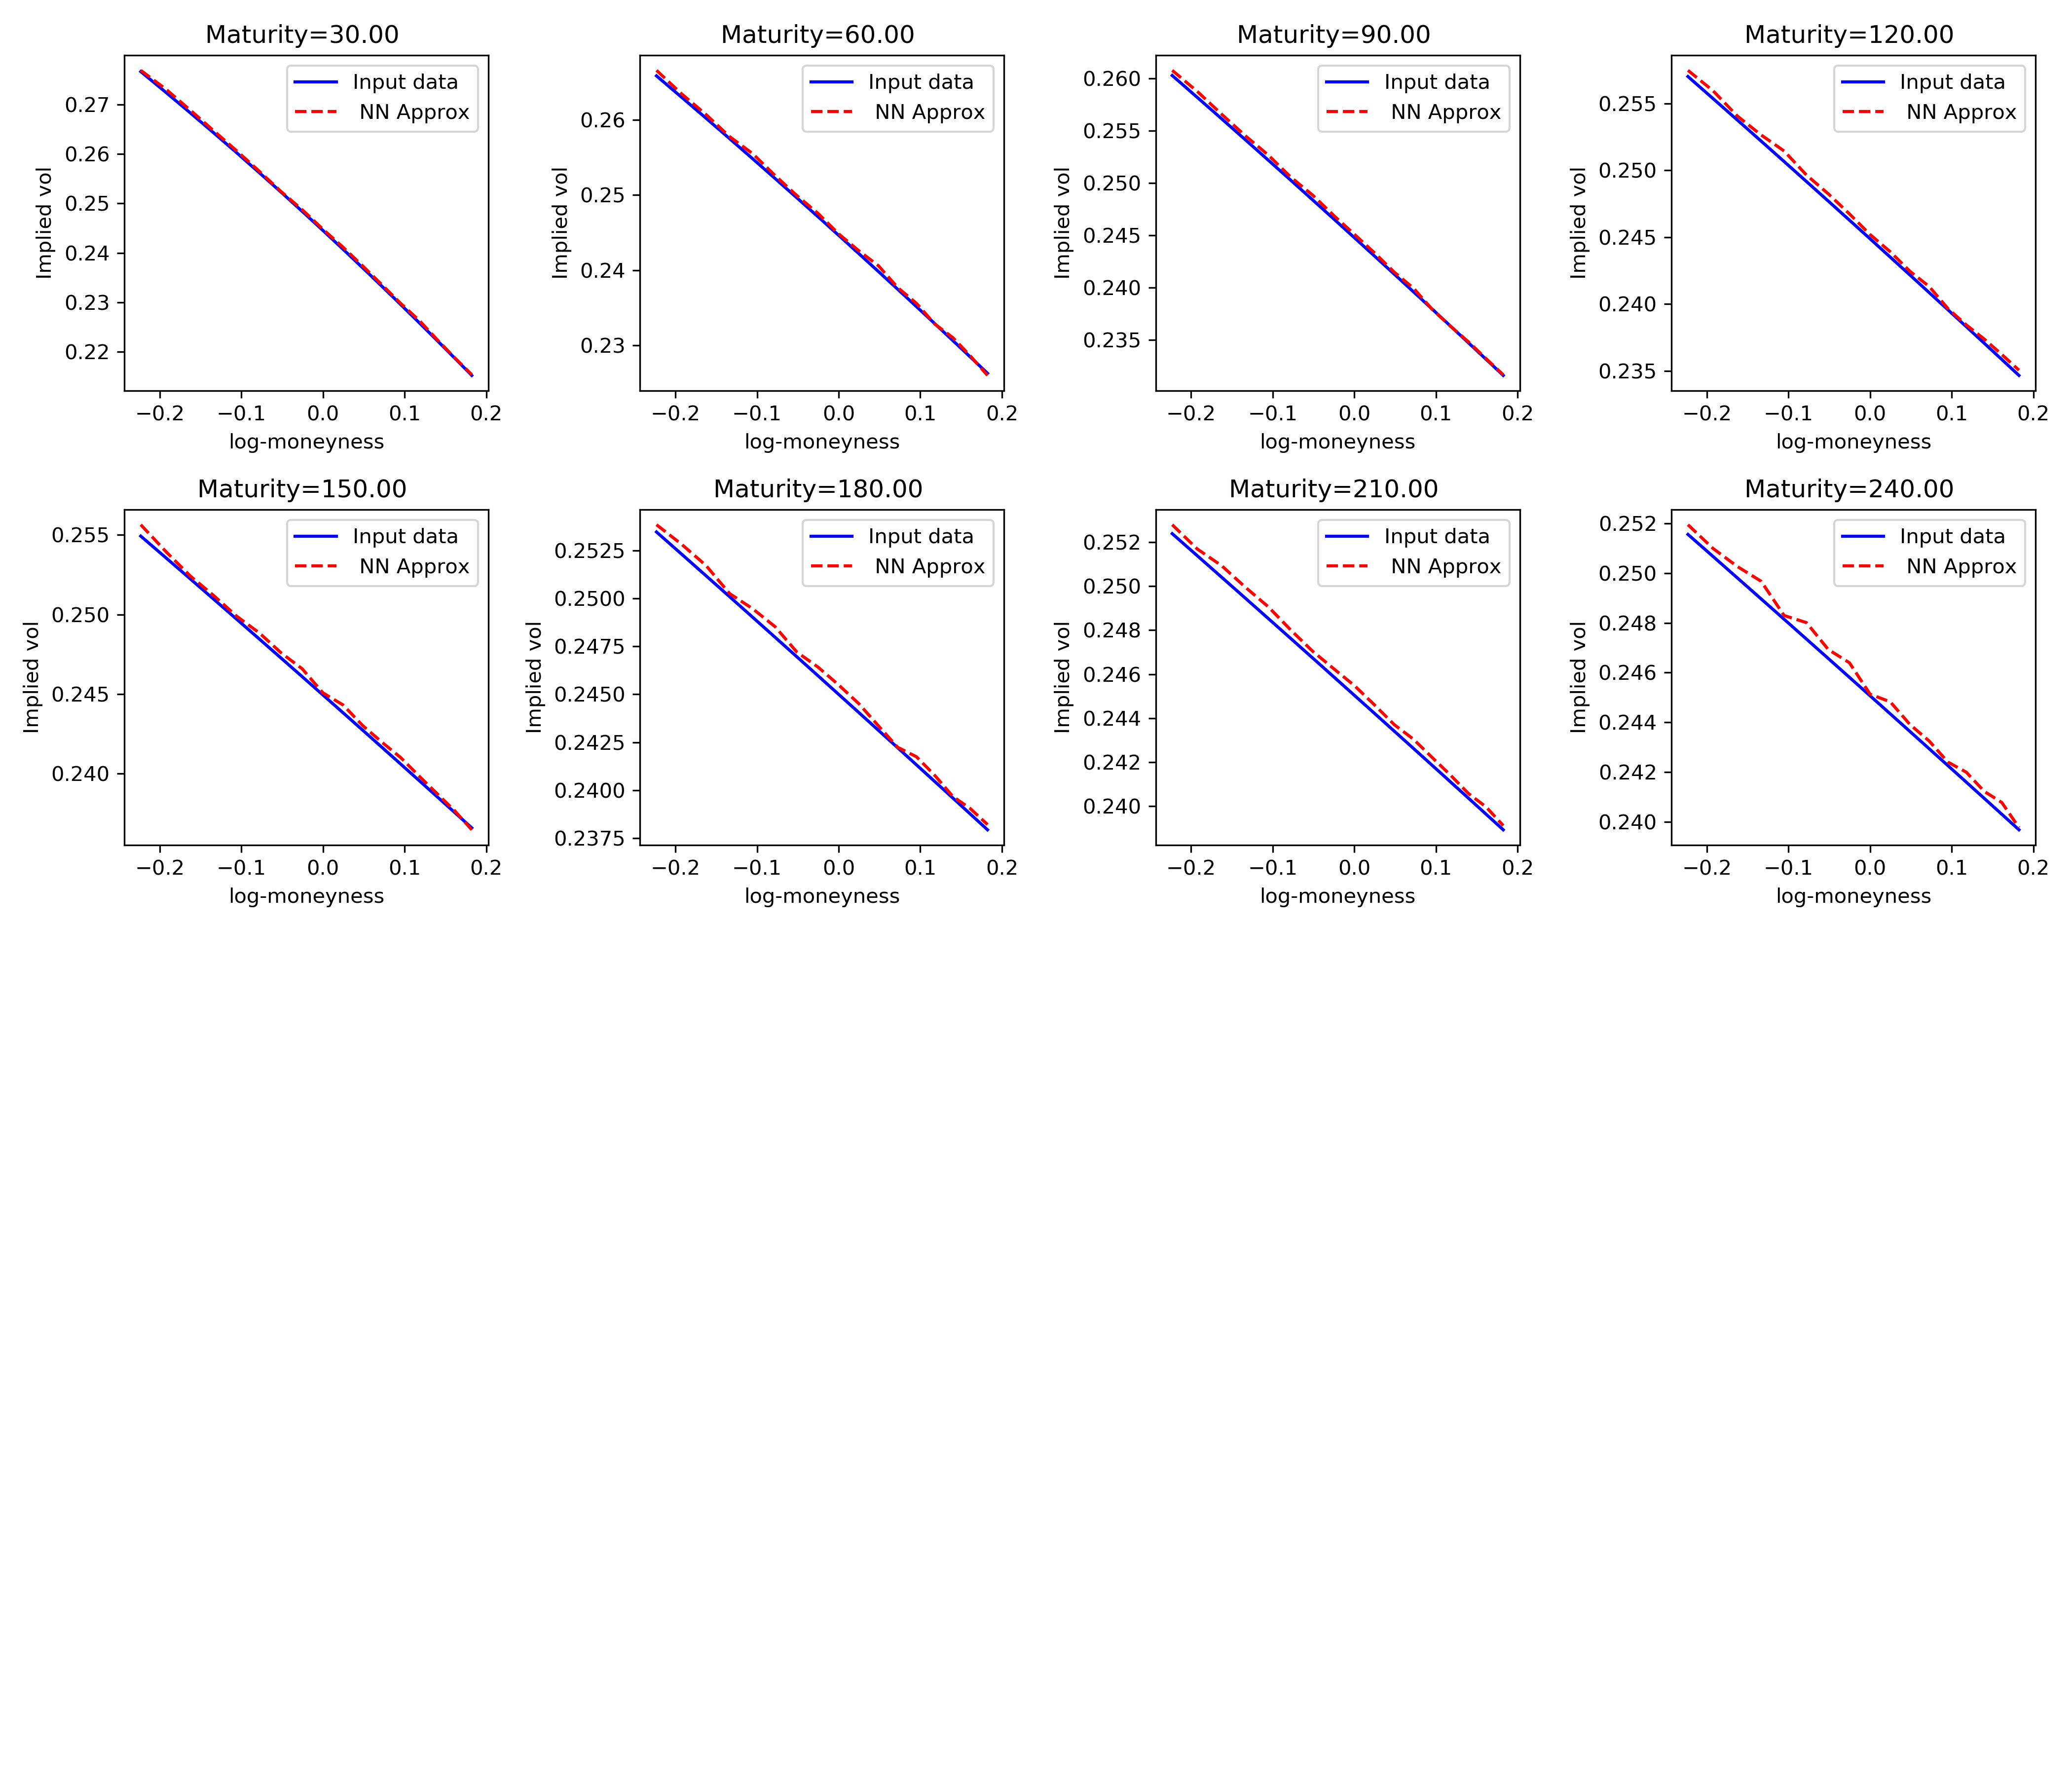 Maturity=30.00
Implied vol
0.27
0.26
0.25
0.24
0.23
0.22
Input data
NN Approx
−0.2 −0.1 0.0 0.1 0.2
log-moneyness
Maturity=60.00
Implied vol
0.26
0.25
0.24
0.23
Input data
NN Approx
−0.2 −0.1 0.0 0.1 0.2
log-moneyness
Maturity=90.00
Implied vol
0.260
0.255
0.250
0.245
0.240
0.235
Input data
NN Approx
−0.2 −0.1 0.0 0.1 0.2
log-moneyness
Maturity=120.00
Implied vol
0.255
0.250
0.245
0.240
0.235
Input data
NN Approx
−0.2 −0.1 0.0 0.1 0.2
log-moneyness
Maturity=150.00
Implied vol
0.255
0.250
0.245
0.240
Input data
NN Approx
−0.2 −0.1 0.0 0.1 0.2
log-moneyness
Maturity=180.00
Implied vol
0.2525
0.2500
0.2475
0.2450
0.2425
0.2400
0.2375
Input data
NN Approx
−0.2 −0.1 0.0 0.1 0.2
log-moneyness
Maturity=210.00
Implied vol
0.252
0.250
0.248
0.246
0.244
0.242
0.240
Input data
NN Approx
−0.2 −0.1 0.0 0.1 0.2
log-moneyness
Maturity=240.00
Implied vol
0.252
0.250
0.248
0.246
0.244
0.242
0.240
Input data
NN Approx
−0.2 −0.1 0.0 0.1 0.2
log-moneyness